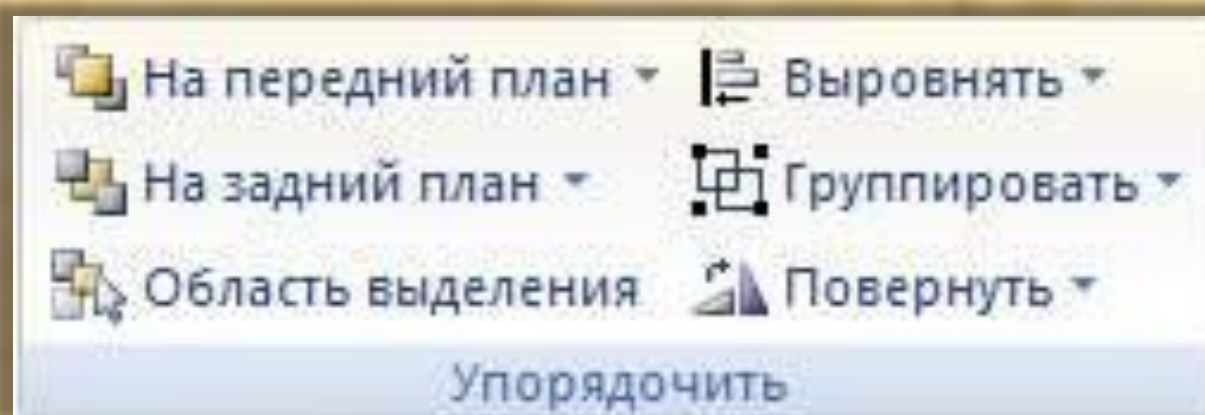 На передний план
Выровнять
На задний план
Группировать
Область выделения
Повернуть
Упорядочить